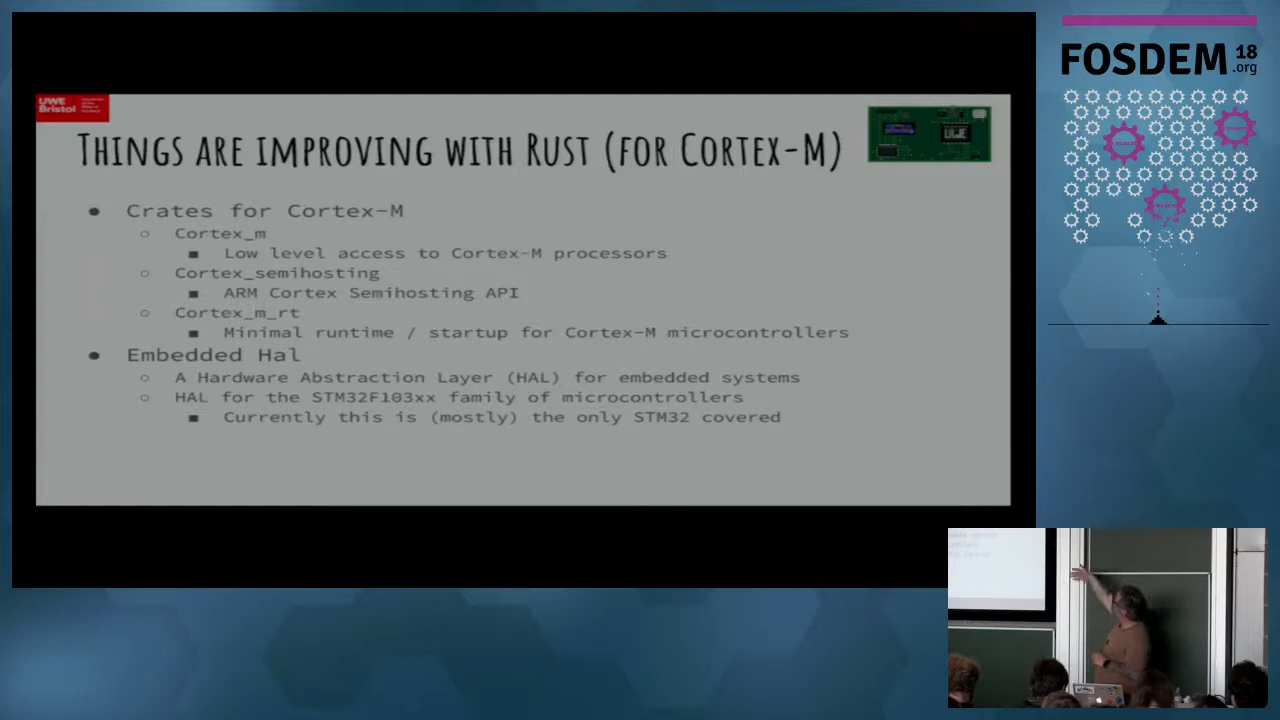 UWE
Bristol
THINGS ARE IMPROVING WITH RUST (FOR CORTEX-M)
UWE
● Crates for Cortex-M
○ Cortex_m
■ Low level access to Cortex-M processors
○ Cortex_semihosting
■ ARM Cortex Semihosting API
○ Cortex_m_rt
■ Minimal runtime / startup for Cortex-M microcontrollers
● Embedded Hal
○ A Hardware Abstraction Layer (HAL) for embedded systems
○ HAL for the STM32F103xx family of microcontrollers
■ Currently this is (mostly) the only STM32 covered
FOSDEM 18
.org